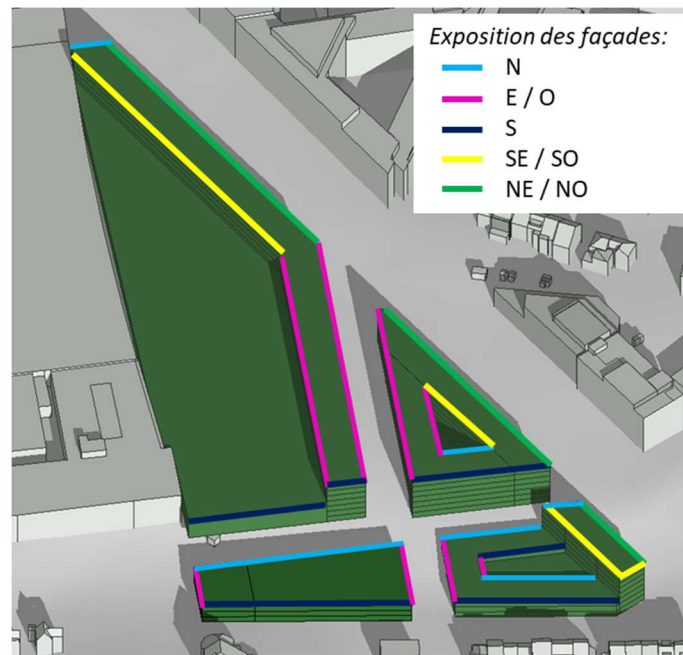 Exposition des façades:
N
E / O
S
SE / SO
NE / NO